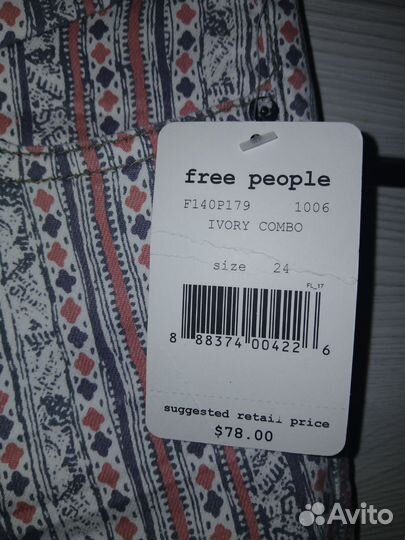 free people
F140P179 1006
IVORY COMBO
size 24
FL_17
8 88374 00422 6
suggested retail price
$78.00
Avito